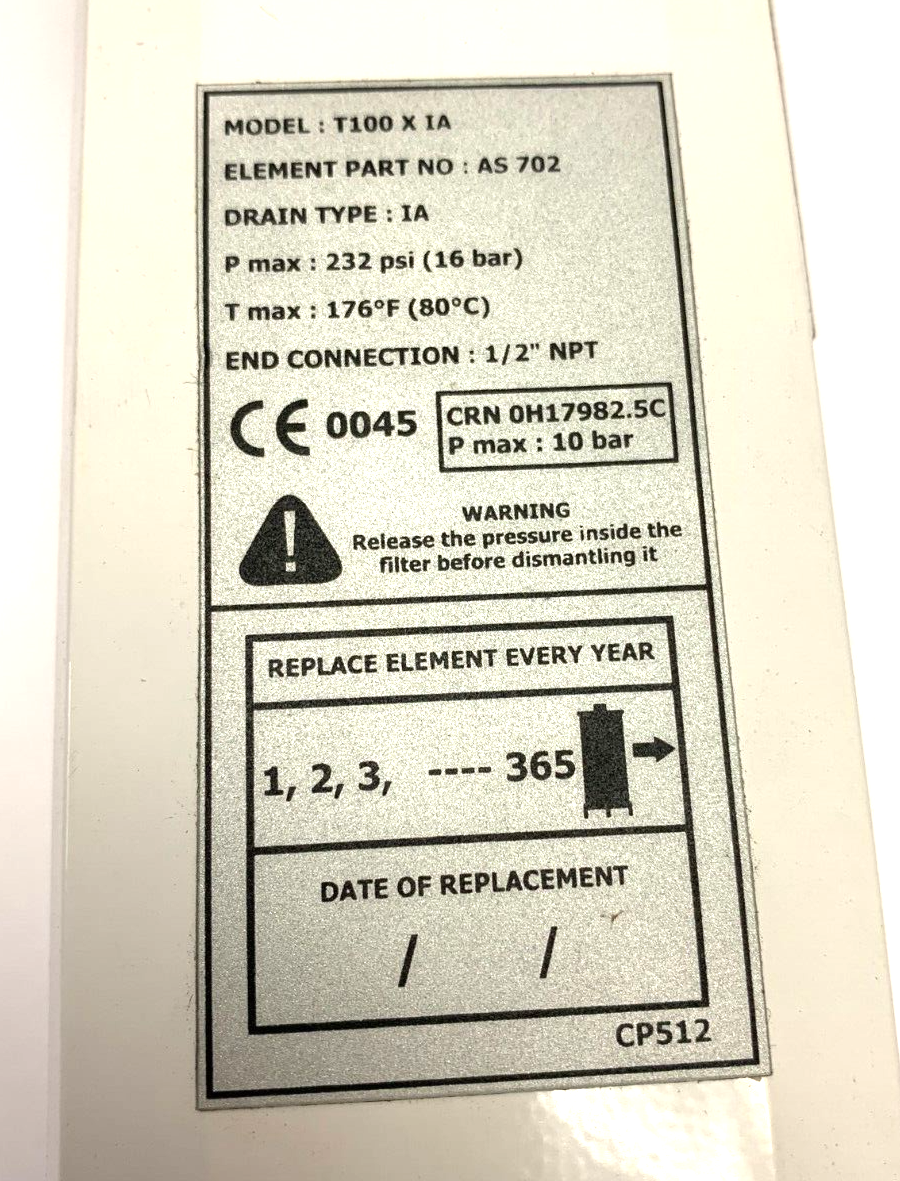 MODEL : T100 X IA
ELEMENT PART NO : AS 702
DRAIN TYPE : IA
P max : 232 psi (16 bar)
T max : 176°F (80°C)
END CONNECTION : 1/2" NPT
CE 0045
CRN 0H17982.5C
P max : 10 bar
!
WARNING
Release the pressure inside the
filter before dismantling it
REPLACE ELEMENT EVERY YEAR
1, 2, 3, ---- 365
DATE OF REPLACEMENT
/ /
CP512